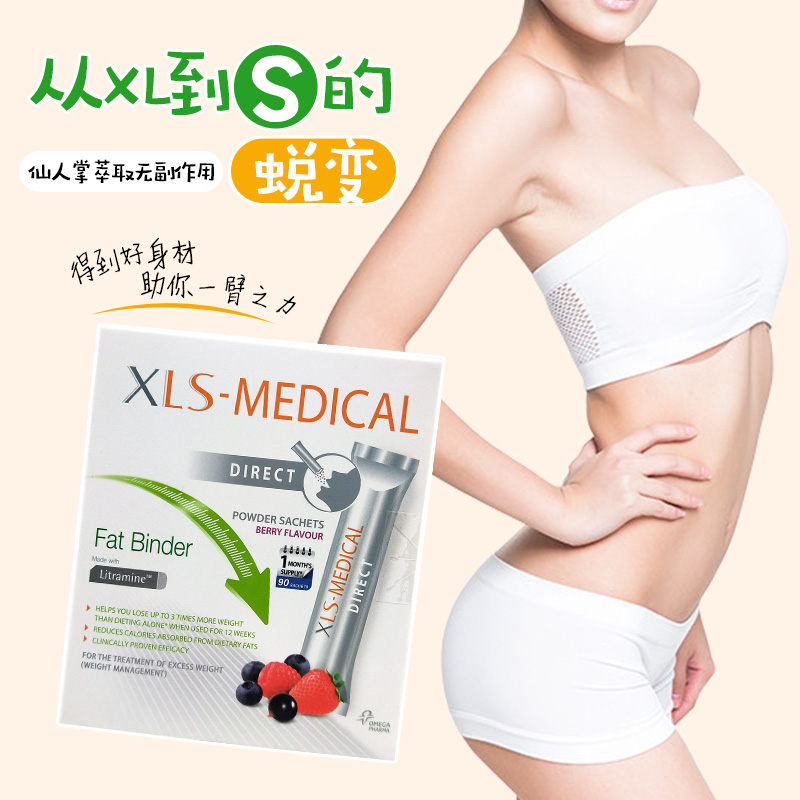 从XL到S的
仙人掌萃取无副作用
蜕变
得到好身材
助你一臂之力
XLS-MEDICAL
DIRECT
POWDER SACHETS
BERRY FLAVOUR
Fat Binder
Made with
Litramine™
1 MONTH'S
SUPPLY*
90 SACHETS
XLS-MEDICAL
DIRECT
HELPS YOU LOSE UP TO 3 TIMES MORE WEIGHT
THAN DIETING ALONE* WHEN USED FOR 12 WEEKS
REDUCES CALORIES ABSORBED FROM DIETARY FATS
CLINICALLY PROVEN EFFICACY
FOR THE TREATMENT OF EXCESS WEIGHT
(WEIGHT MANAGEMENT)
OMEGA
PHARMA